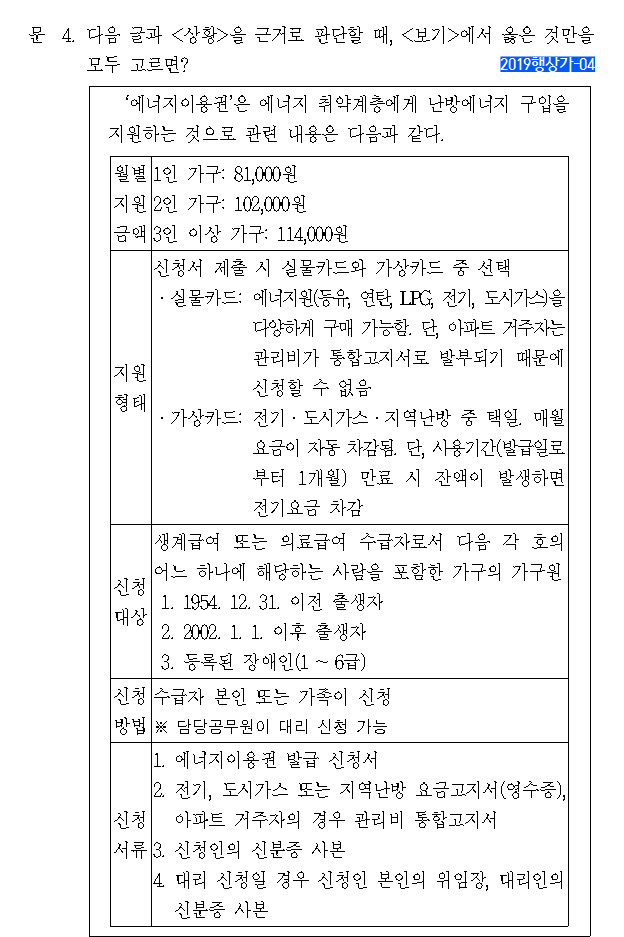 문 4. 다음 글과 <상황>을 근거로 판단할 때, <보기>에서 옳은 것만을
모두 고르면?
2019행상가-04
‘에너지이용권’은 에너지 취약계층에게 난방에너지 구입을
지원하는 것으로 관련 내용은 다음과 같다.
월별
지원
금액
1인 가구: 81,000원
2인 가구: 102,000원
3인 이상 가구: 114,000원
지원
형태
신청서 제출 시 실물카드와 가상카드 중 선택
·실물카드: 에너지원(등유, 연탄, LPG, 전기, 도시가스)을
다양하게 구매 가능함. 단, 아파트 거주자는
관리비가 통합고지서로 발부되기 때문에
신청할 수 없음
·가상카드: 전기·도시가스·지역난방 중 택일. 매월
요금이 자동 차감됨. 단, 사용기간(발급일로
부터 1개월) 만료 시 잔액이 발생하면
전기요금 차감
신청
대상
생계급여 또는 의료급여 수급자로서 다음 각 호의
어느 하나에 해당하는 사람을 포함한 가구의 가구원
1. 1954. 12. 31. 이전 출생자
2. 2002. 1. 1. 이후 출생자
3. 등록된 장애인(1 ~ 6급)
신청
방법
수급자 본인 또는 가족이 신청
※ 담당공무원이 대리 신청 가능
신청
서류
1. 에너지이용권 발급 신청서
2. 전기, 도시가스 또는 지역난방 요금고지서(영수증),
아파트 거주자의 경우 관리비 통합고지서
3. 신청인의 신분증 사본
4. 대리 신청일 경우 신청인 본인의 위임장, 대리인의
신분증 사본